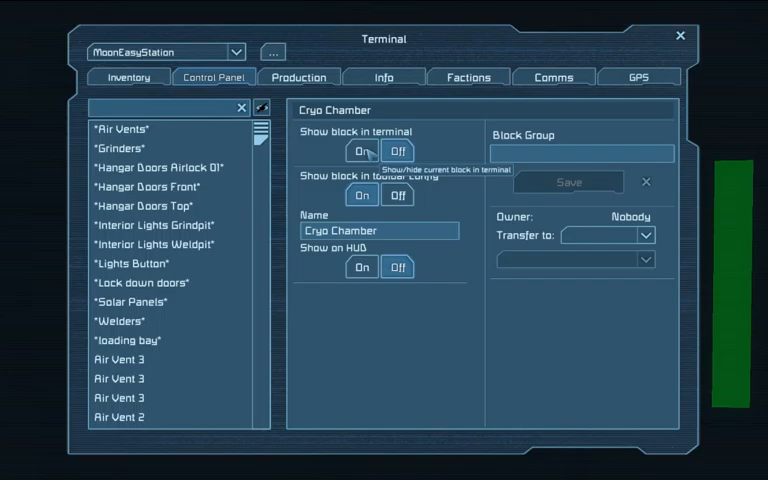 Terminal
MoonEasyStation
...
Inventory
Control Panel
Production
Info
Factions
Comms
GPS
*Air Vents*
*Grinders*
*Hangar Doors Airlock 01*
*Hangar Doors Front*
*Hangar Doors Top*
*Interior Lights Grindpit*
*Interior Lights Weldpit*
*Lights Button*
*Lock down doors*
*Solar Panels*
*Welders*
*loading bay*
Air Vent 3
Air Vent 3
Air Vent 3
Air Vent 2
Cryo Chamber
Show block in terminal
On Off
Show/hide current block in terminal
Show block in toolbar config
On Off
Name
Cryo Chamber
Show on HUD
On Off
Block Group
Save
Owner: Nobody
Transfer to: